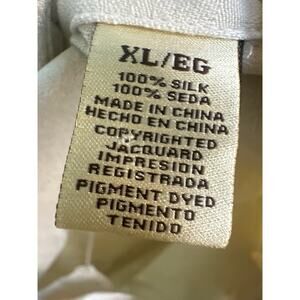 XL/EG
100% SILK
100% SEDA
MADE IN CHINA
HECHO EN CHINA
COPYRIGHTED
JACQUARD
IMPRESION
REGISTRADA
PIGMENT DYED
PIGMENTO
TENIDO